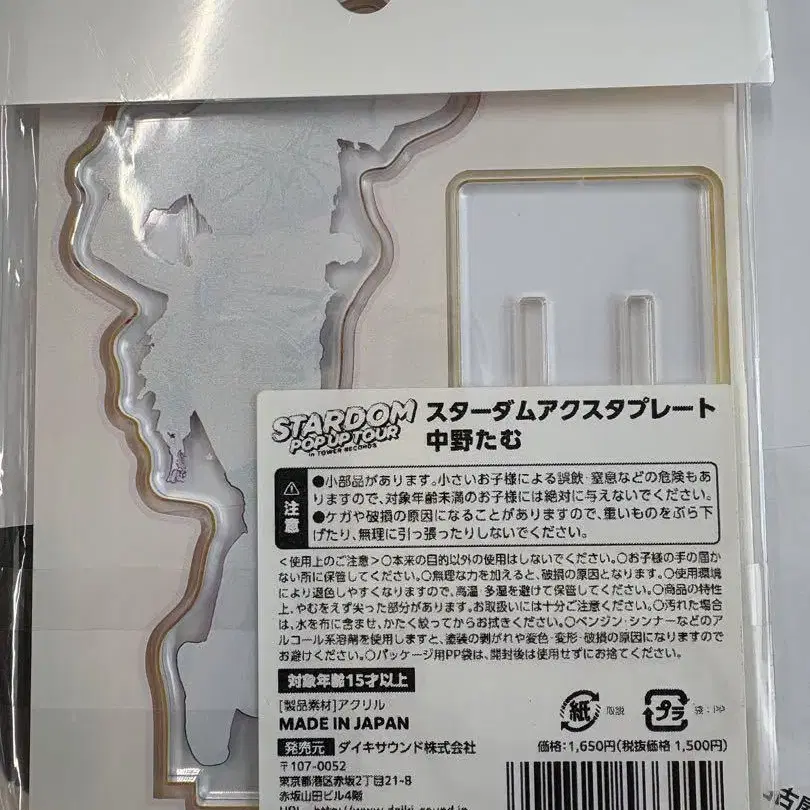 STARDOM
POP UP TOUR
in TOWER RECORDS
スターダムアクスタプレート
中野たむ
注意
●小部品があります。小さいお子様による誤飲・窒息などの危険もあ
りますので、対象年齢未満のお子様には絶対に与えないでください。
●ケガや破損の原因になることがありますので、重いものをぶら下
げたり、無理に引っ張ったりしないでください。
<使用上のご注意>○本来の目的以外の使用はしないでください。○お子様の手の届か
ない所に保管してください。○無理な力を加えると、破損の原因となります。○使用環境
により退色しやすくなりますので、高温・多湿を避けて保管してください。○商品の特性
上、やむをえず尖った部分があります。お取扱いには十分ご注意ください。○汚れた場合
は、水を布に含ませ、かたく絞ってからお拭きください。○ベンジン・シンナーなどのア
ルコール系溶剤を使用しますと、塗装の剥がれや変色・変形・破損の原因になりますので
お避けください。○パッケージ用PP袋は、開封後は使用せずにお捨てください。
対象年齢15才以上
[製品素材]アクリル
MADE IN JAPAN
紙 取説 プラ 袋:PP
発売元 ダイキサウンド株式会社
価格:1,650円(税抜価格 1,500円)
〒107-0052
東京都港区赤坂2丁目21-8
赤坂山田ビル4階